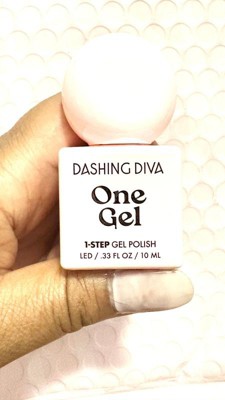 DASHING DIVA
One
Gel
1-STEP GEL POLISH
LED / .33 FL OZ / 10 ML